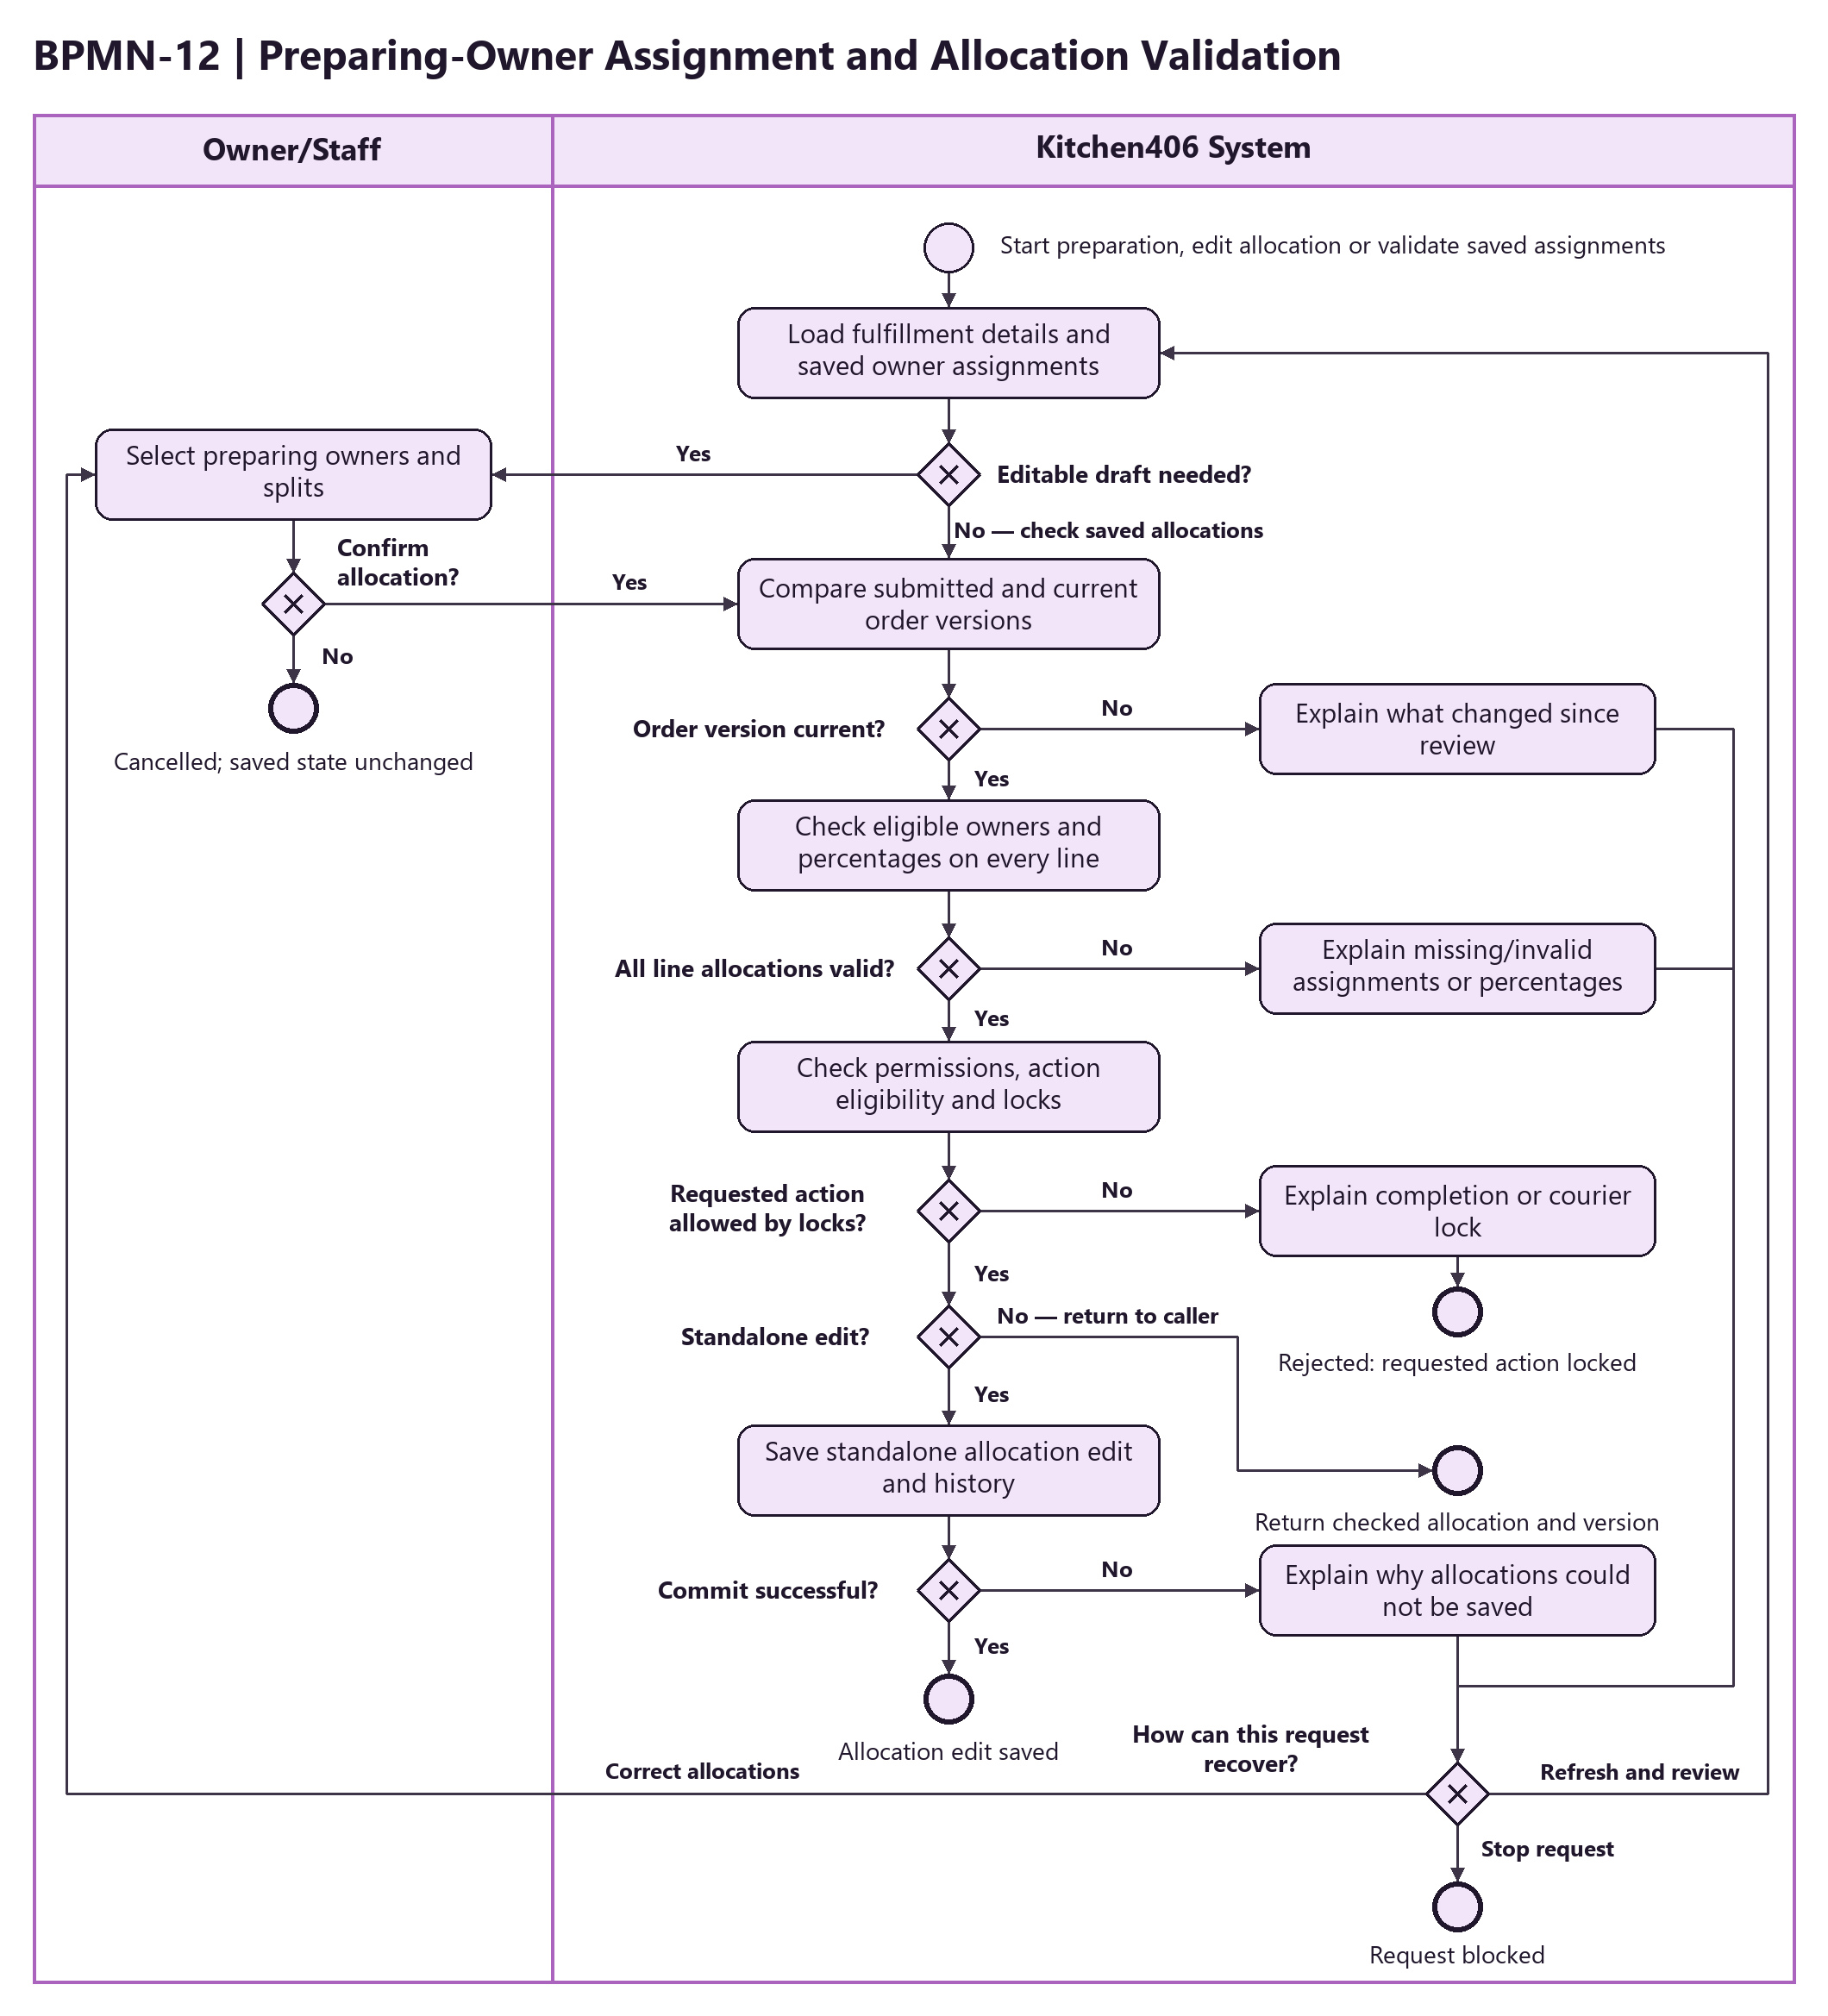 BPMN-12 | Preparing-Owner Assignment and Allocation Validation
Owner/Staff
Kitchen406 System
Start preparation, edit allocation or validate saved assignments
Load fulfillment details and
saved owner assignments
Select preparing owners and
splits
Yes
Editable draft needed?
No — check saved allocations
Confirm
allocation?
Yes
Compare submitted and current
order versions
No
Cancelled; saved state unchanged
Order version current?
No
Explain what changed since
review
Yes
Check eligible owners and
percentages on every line
All line allocations valid?
No
Explain missing/invalid
assignments or percentages
Yes
Check permissions, action
eligibility and locks
Requested action
allowed by locks?
No
Explain completion or courier
lock
Yes
Rejected: requested action locked
Standalone edit?
No — return to caller
Yes
Save standalone allocation edit
and history
Return checked allocation and version
Commit successful?
No
Explain why allocations could
not be saved
Yes
Allocation edit saved
How can this request
recover?
Correct allocations
Refresh and review
Stop request
Request blocked